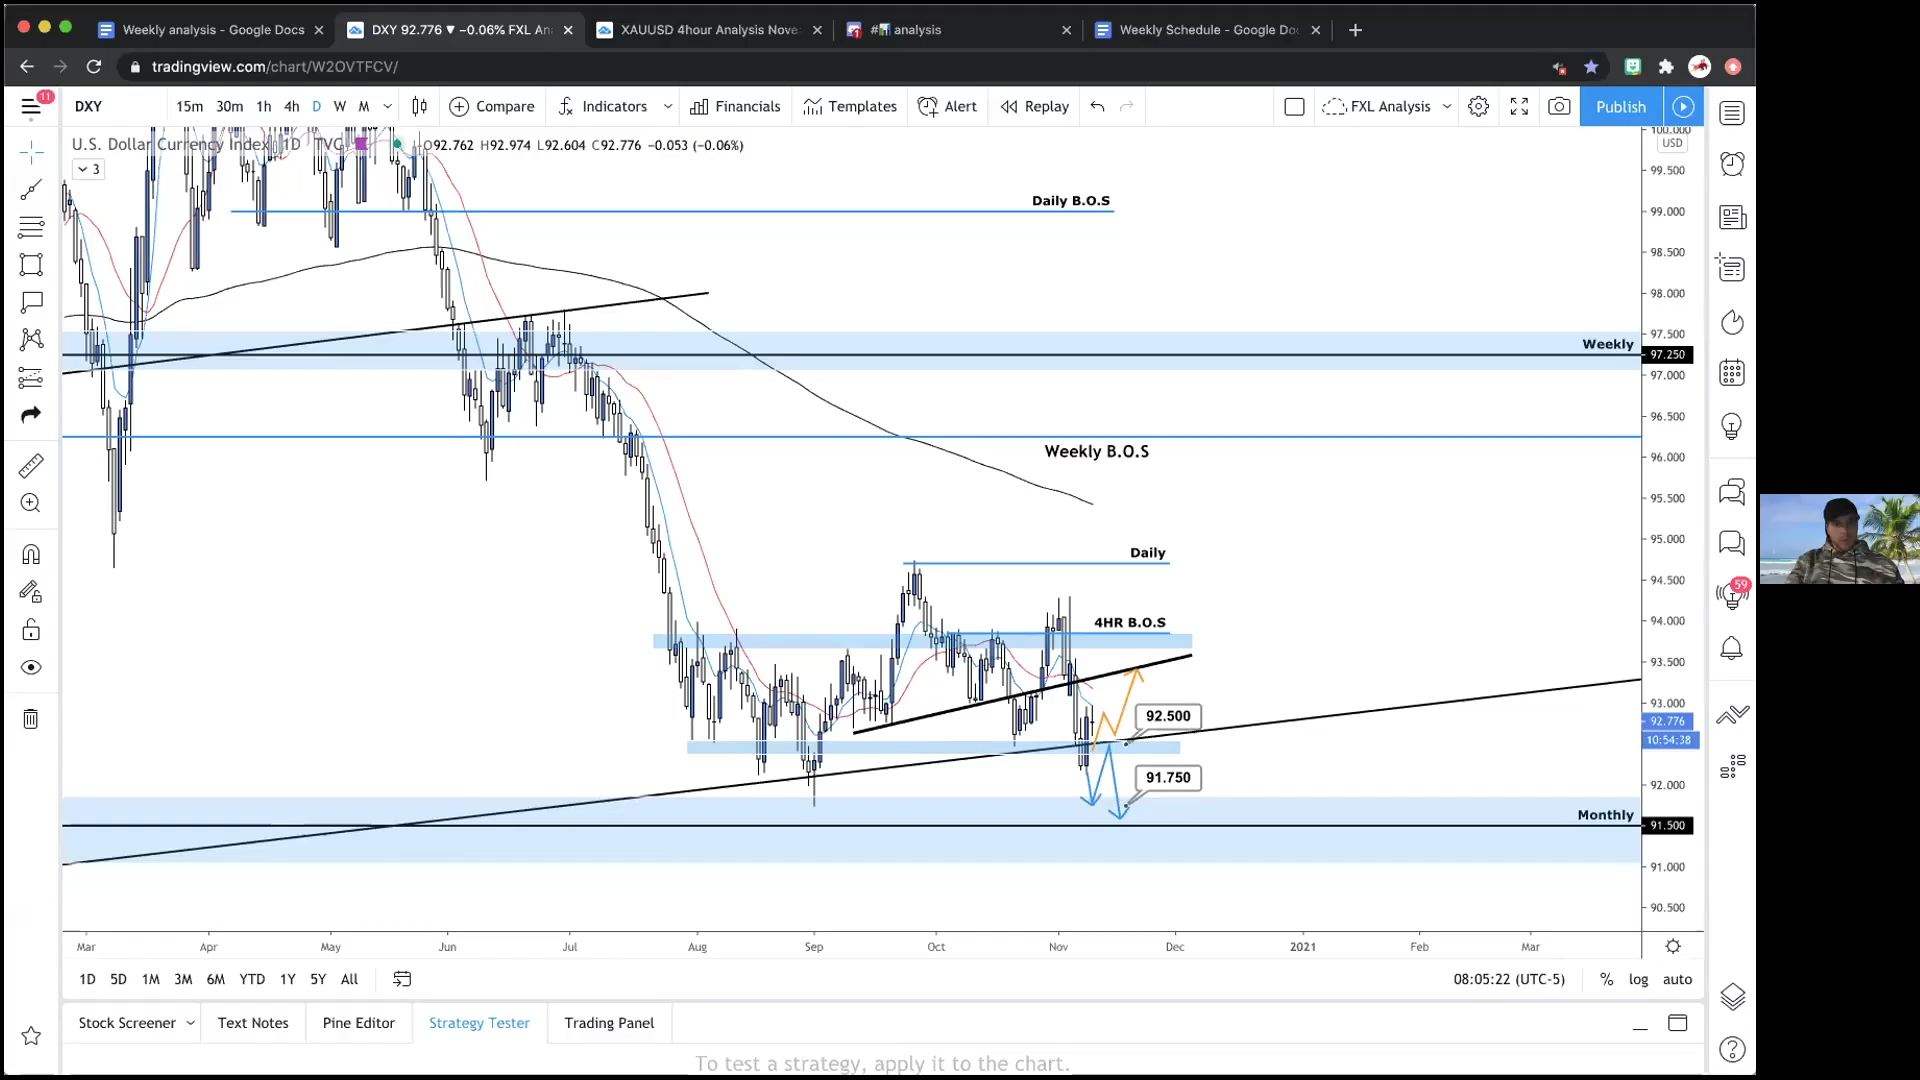 Weekly analysis - Google Docs
DXY 92.776 ▼ −0.06% FXL An
XAUUSD 4hour Analysis Nove
#📊 analysis
Weekly Schedule - Google Do
tradingview.com/chart/W2OVTFCV/
11
DXY
15m 30m 1h 4h D W M
Compare
Indicators
Financials
Templates
Alert
Replay
FXL Analysis
Publish
U.S. Dollar Currency Index 1D TVC
O92.762 H92.974 L92.604 C92.776 −0.053 (−0.06%)
3
100.000
USD
99.500
Daily B.O.S
99.000
98.500
98.000
97.500
Weekly
97.250
97.000
96.500
Weekly B.O.S
96.000
95.500
95.000
Daily
94.500
59
4HR B.O.S
94.000
93.500
93.000
92.500
92.776
10:54:38
91.750
92.000
Monthly
91.500
91.000
90.500
Mar Apr May Jun Jul Aug Sep Oct Nov Dec 2021 Feb Mar
1D 5D 1M 3M 6M YTD 1Y 5Y All
08:05:22 (UTC-5)
% log auto
Stock Screener
Text Notes
Pine Editor
Strategy Tester
Trading Panel
To test a strategy, apply it to the chart.